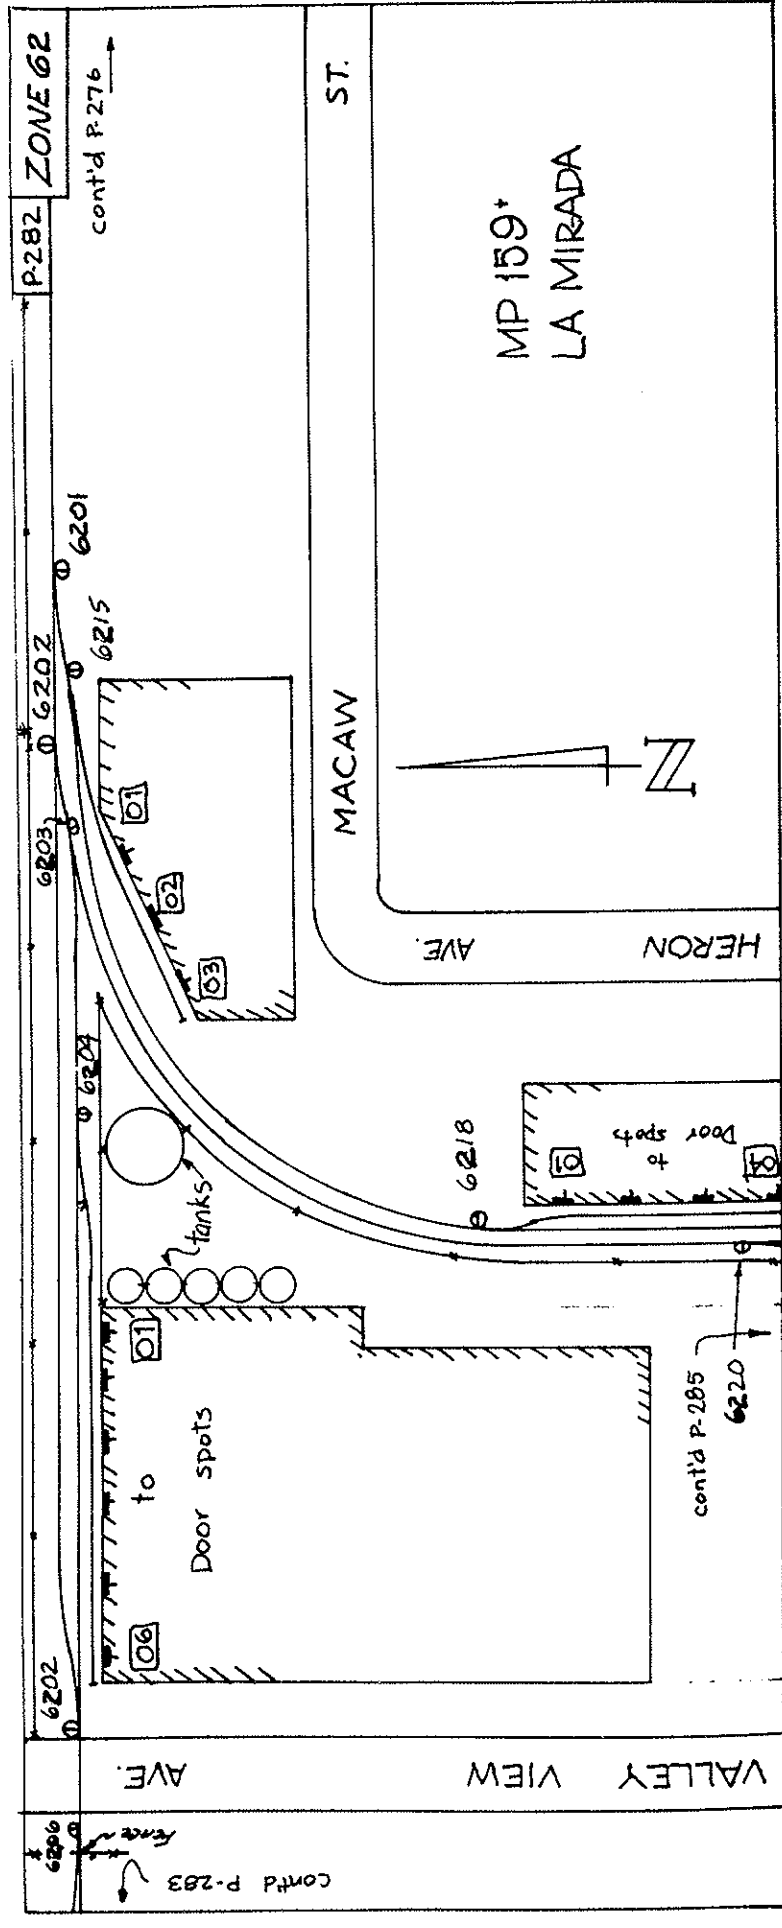 P-282
ZONE 62
cont'd P-276
6201
6215
6202
6203
01
02
03
6204
tanks
01
to
06
Door spots
6202
6206
fence
cont'd P-283
VALLEY VIEW AVE.
MACAW ST.
HERON AVE.
MP 159+
LA MIRADA
N
6218
01
to
04
Door spots
cont'd P-285
6220